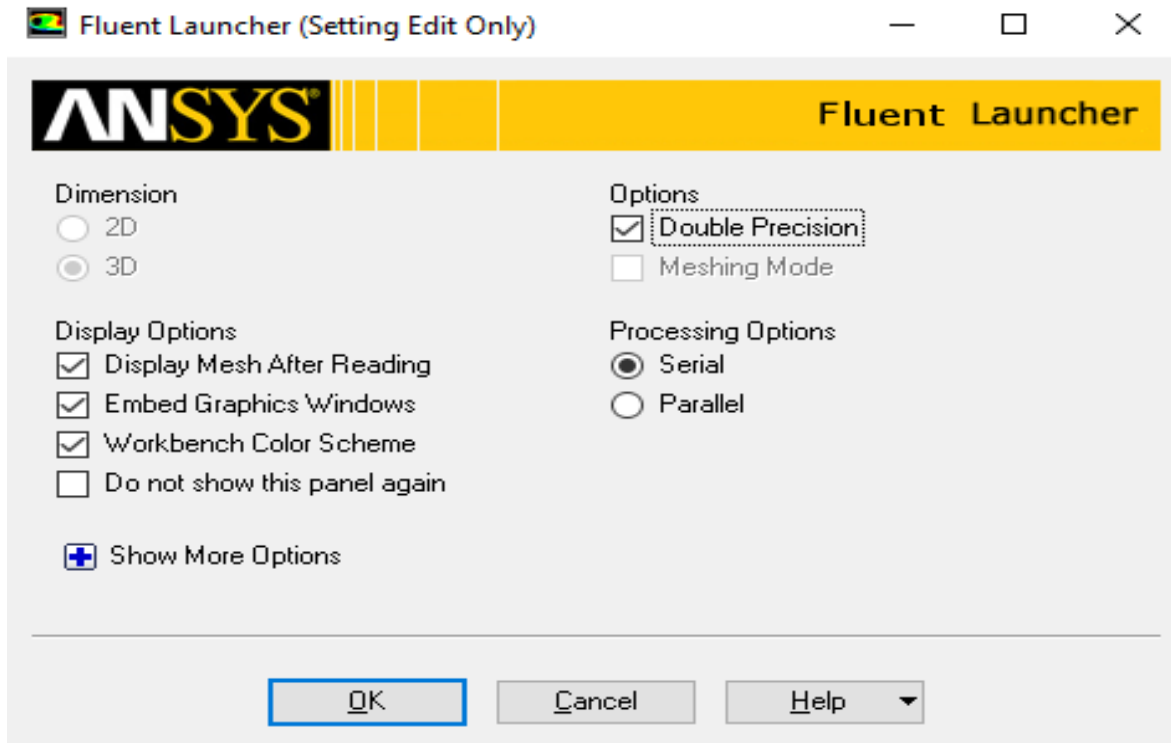 Fluent Launcher (Setting Edit Only)
ANSYS®
Fluent Launcher
Dimension
2D
3D
Options
Double Precision
Meshing Mode
Display Options
Display Mesh After Reading
Embed Graphics Windows
Workbench Color Scheme
Do not show this panel again
Processing Options
Serial
Parallel
Show More Options
OK
Cancel
Help